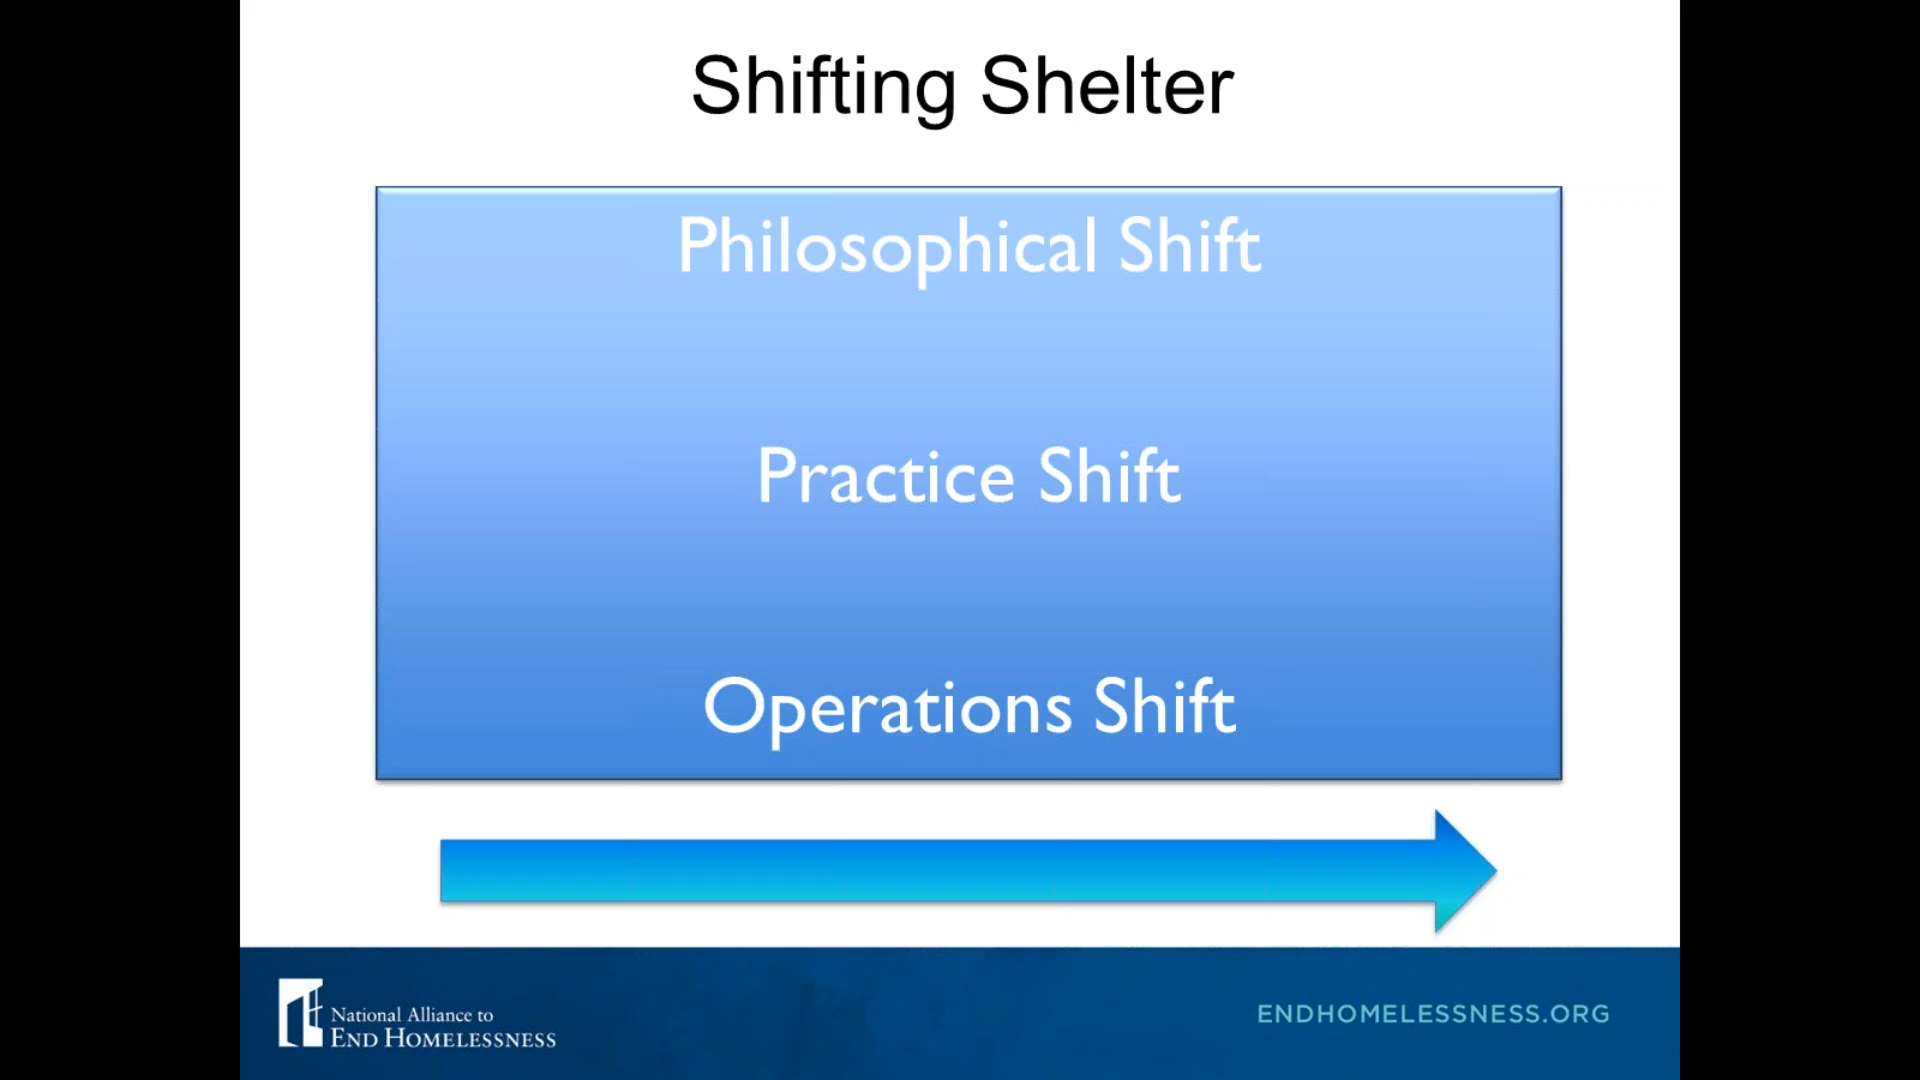 Shifting Shelter
Philosophical Shift
Practice Shift
Operations Shift
National Alliance to
END HOMELESSNESS
ENDHOMELESSNESS.ORG